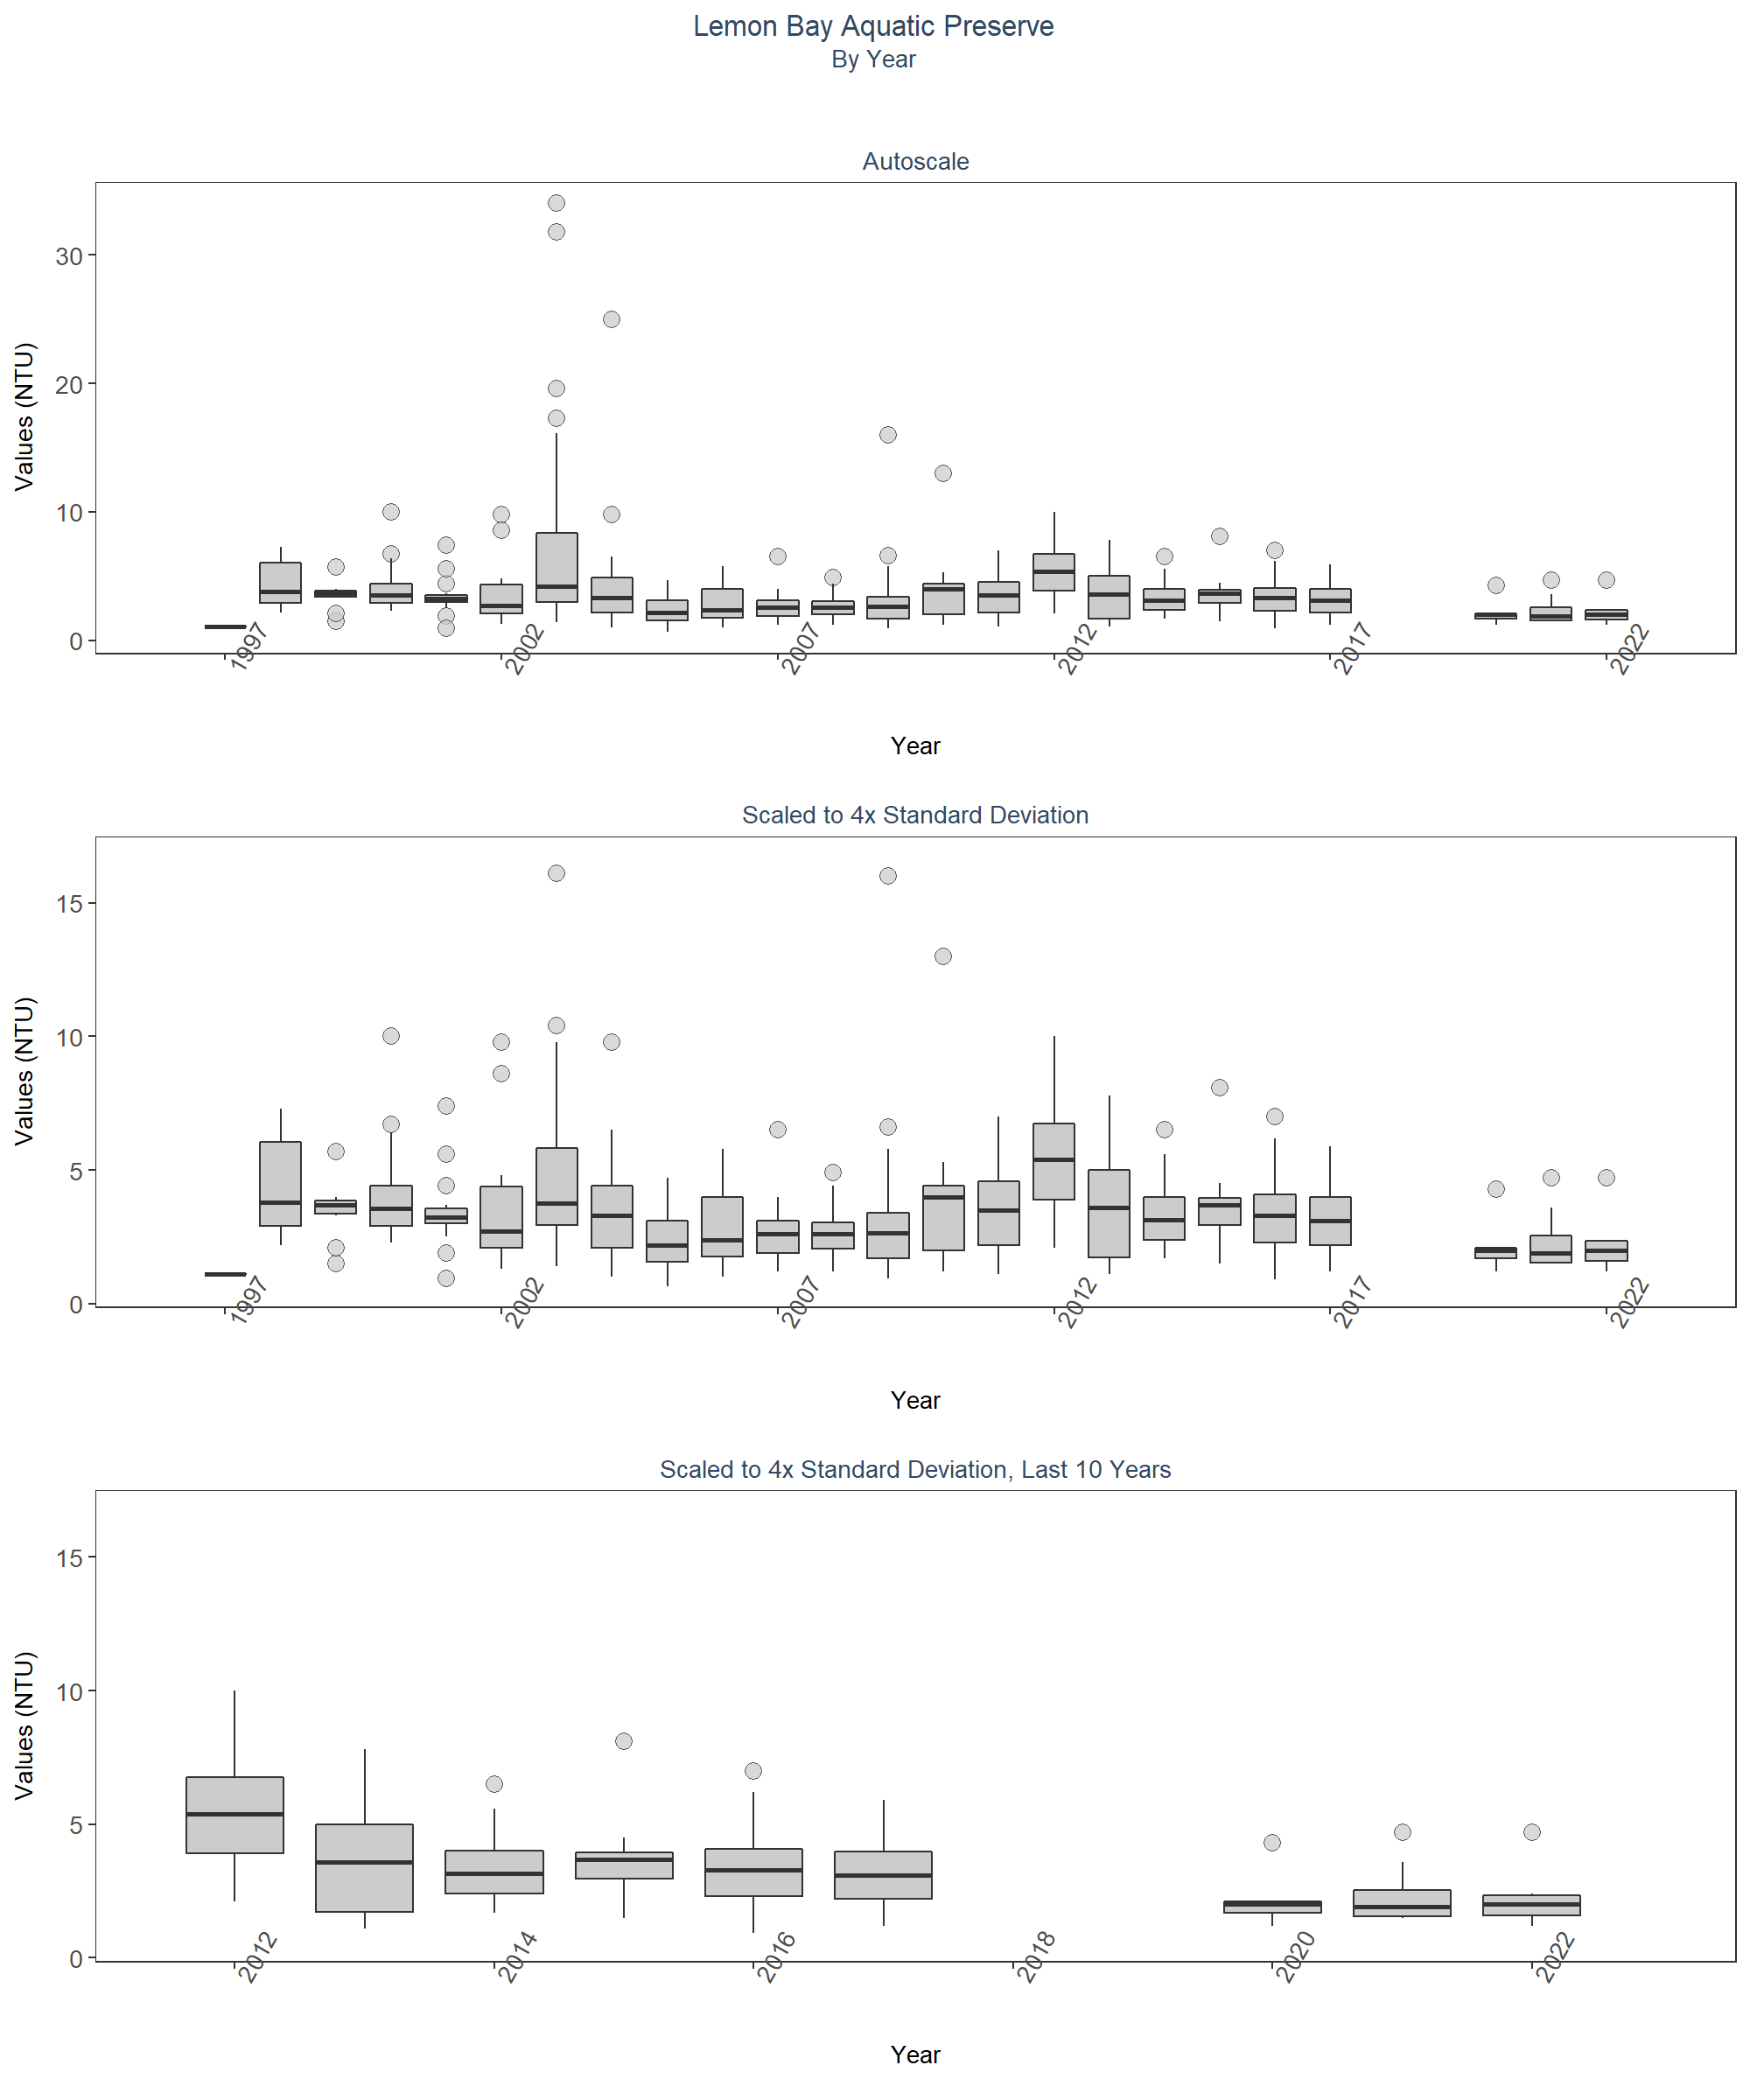 Lemon Bay Aquatic Preserve
By Year
Autoscale
Values (NTU)
30
20
10
0
1997
2002
2007
2012
2017
2022
Year
Scaled to 4x Standard Deviation
Values (NTU)
15
10
5
0
1997
2002
2007
2012
2017
2022
Year
Scaled to 4x Standard Deviation, Last 10 Years
Values (NTU)
15
10
5
0
2012
2014
2016
2018
2020
2022
Year